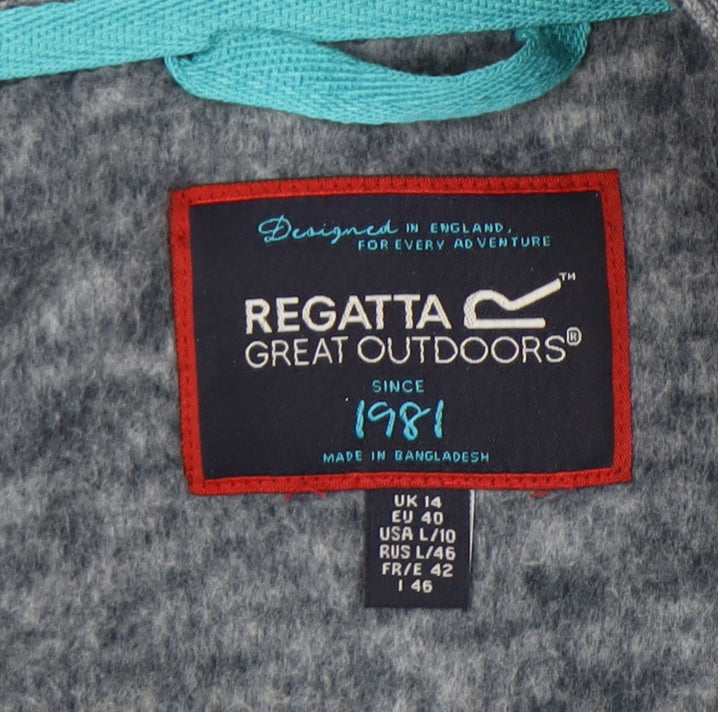 Designed IN ENGLAND,
FOR EVERY ADVENTURE
REGATTA R™
GREAT OUTDOORS®
SINCE
1981
MADE IN BANGLADESH
UK 14
EU 40
USA L/10
RUS L/46
FR/E 42
I 46